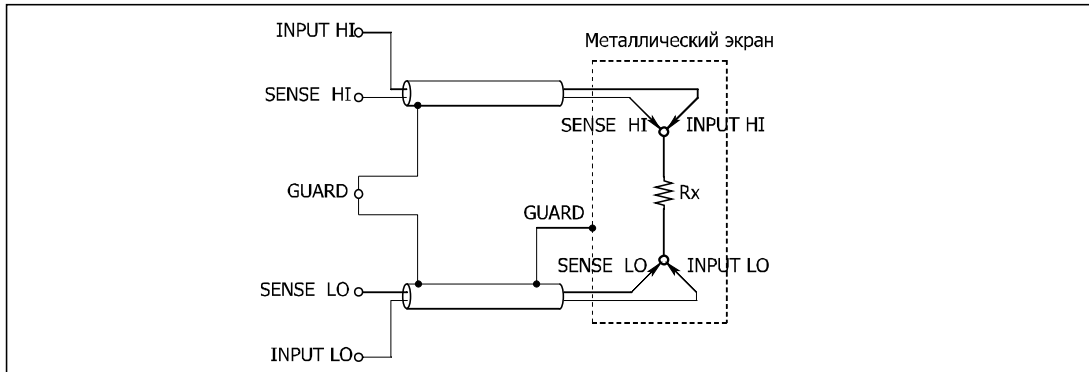 INPUT HI
Металлический экран
SENSE HI
SENSE HI INPUT HI
GUARD
Rx
GUARD
SENSE LO INPUT LO
SENSE LO
INPUT LO